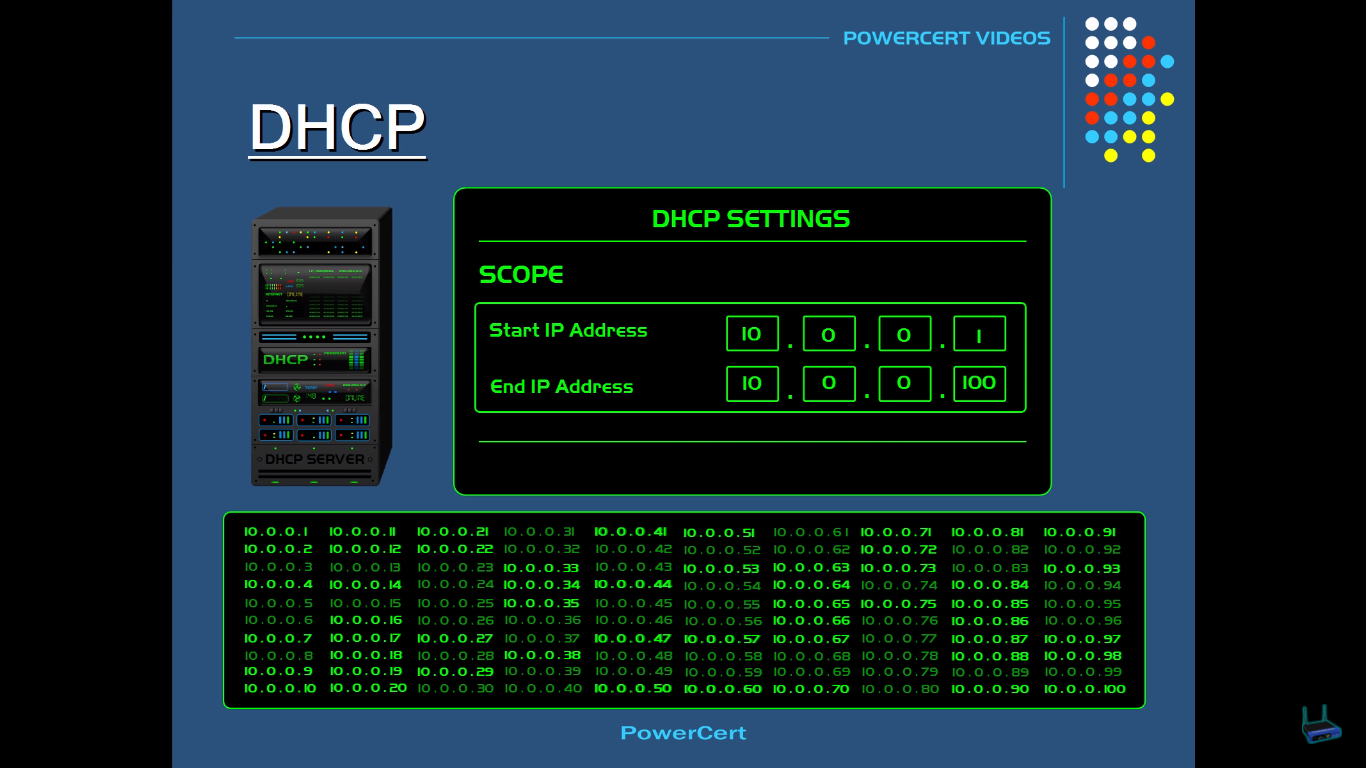 POWERCERT VIDEOS
DHCP
DHCP SETTINGS
SCOPE
Start IP Address 10 . 0 . 0 . 1
End IP Address 10 . 0 . 0 . 100
DHCP
ONLINE
DHCP SERVER
10.0.0.1 10.0.0.11 10.0.0.21 10.0.0.31 10.0.0.41 10.0.0.51 10.0.0.61 10.0.0.71 10.0.0.81 10.0.0.91
10.0.0.2 10.0.0.12 10.0.0.22 10.0.0.32 10.0.0.42 10.0.0.52 10.0.0.62 10.0.0.72 10.0.0.82 10.0.0.92
10.0.0.3 10.0.0.13 10.0.0.23 10.0.0.33 10.0.0.43 10.0.0.53 10.0.0.63 10.0.0.73 10.0.0.83 10.0.0.93
10.0.0.4 10.0.0.14 10.0.0.24 10.0.0.34 10.0.0.44 10.0.0.54 10.0.0.64 10.0.0.74 10.0.0.84 10.0.0.94
10.0.0.5 10.0.0.15 10.0.0.25 10.0.0.35 10.0.0.45 10.0.0.55 10.0.0.65 10.0.0.75 10.0.0.85 10.0.0.95
10.0.0.6 10.0.0.16 10.0.0.26 10.0.0.36 10.0.0.46 10.0.0.56 10.0.0.66 10.0.0.76 10.0.0.86 10.0.0.96
10.0.0.7 10.0.0.17 10.0.0.27 10.0.0.37 10.0.0.47 10.0.0.57 10.0.0.67 10.0.0.77 10.0.0.87 10.0.0.97
10.0.0.8 10.0.0.18 10.0.0.28 10.0.0.38 10.0.0.48 10.0.0.58 10.0.0.68 10.0.0.78 10.0.0.88 10.0.0.98
10.0.0.9 10.0.0.19 10.0.0.29 10.0.0.39 10.0.0.49 10.0.0.59 10.0.0.69 10.0.0.79 10.0.0.89 10.0.0.99
10.0.0.10 10.0.0.20 10.0.0.30 10.0.0.40 10.0.0.50 10.0.0.60 10.0.0.70 10.0.0.80 10.0.0.90 10.0.0.100
PowerCert